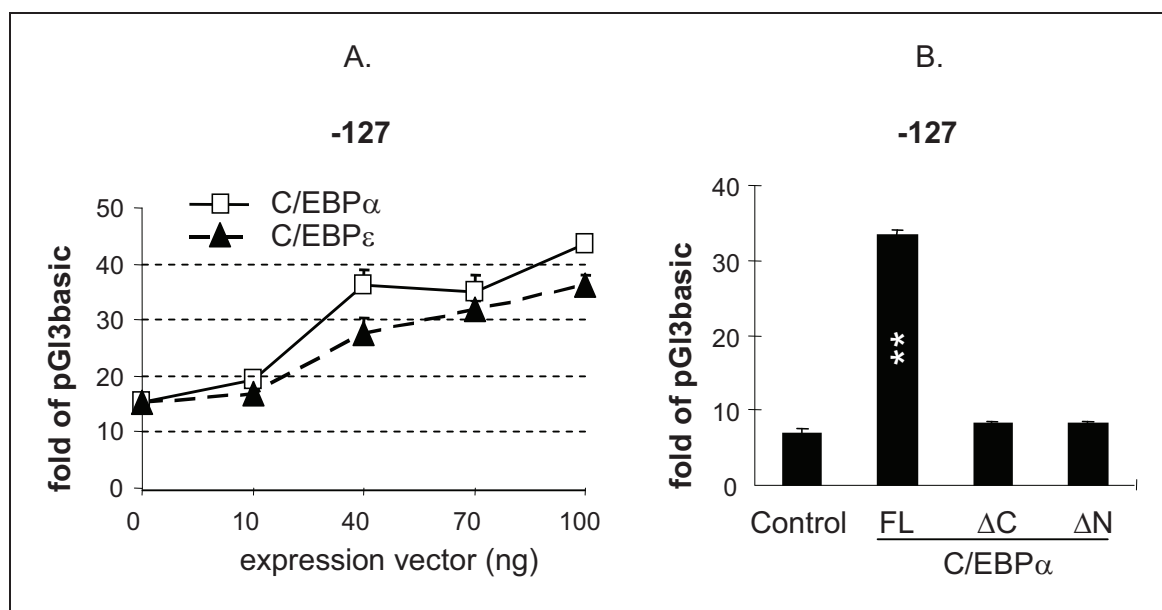 A.
-127
C/EBPα
C/EBPε
fold of pGl3basic
50
40
30
20
10
0
0 10 40 70 100
expression vector (ng)
B.
-127
fold of pGl3basic
40
30
20
10
0
**
Control FL ΔC ΔN
C/EBPα